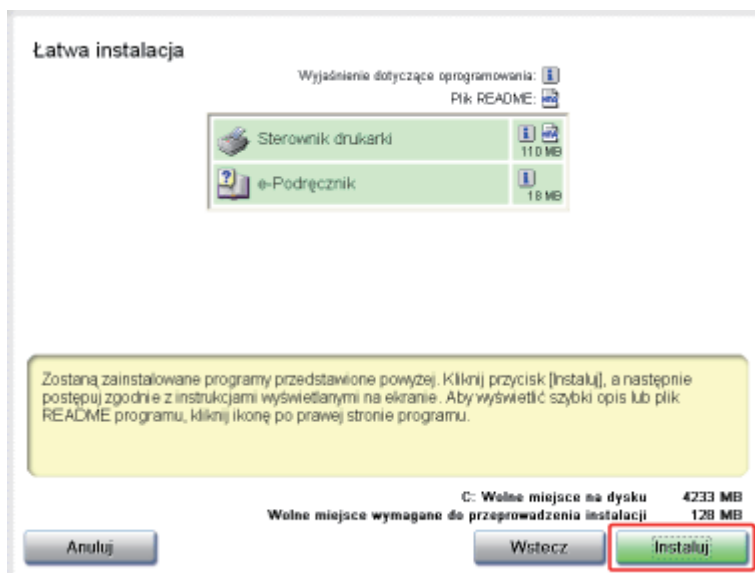 Łatwa instalacja
Wyjaśnienie dotyczące oprogramowania:
Plik README:
Sterownik drukarki
110 MB
e-Podręcznik
18 MB
Zostaną zainstalowane programy przedstawione powyżej. Kliknij przycisk [Instaluj], a następnie
postępuj zgodnie z instrukcjami wyświetlanymi na ekranie. Aby wyświetlić szybki opis lub plik
README programu, kliknij ikonę po prawej stronie programu.
C: Wolne miejsce na dysku 4233 MB
Wolne miejsce wymagane do przeprowadzenia instalacji 128 MB
Anuluj Wstecz Instaluj